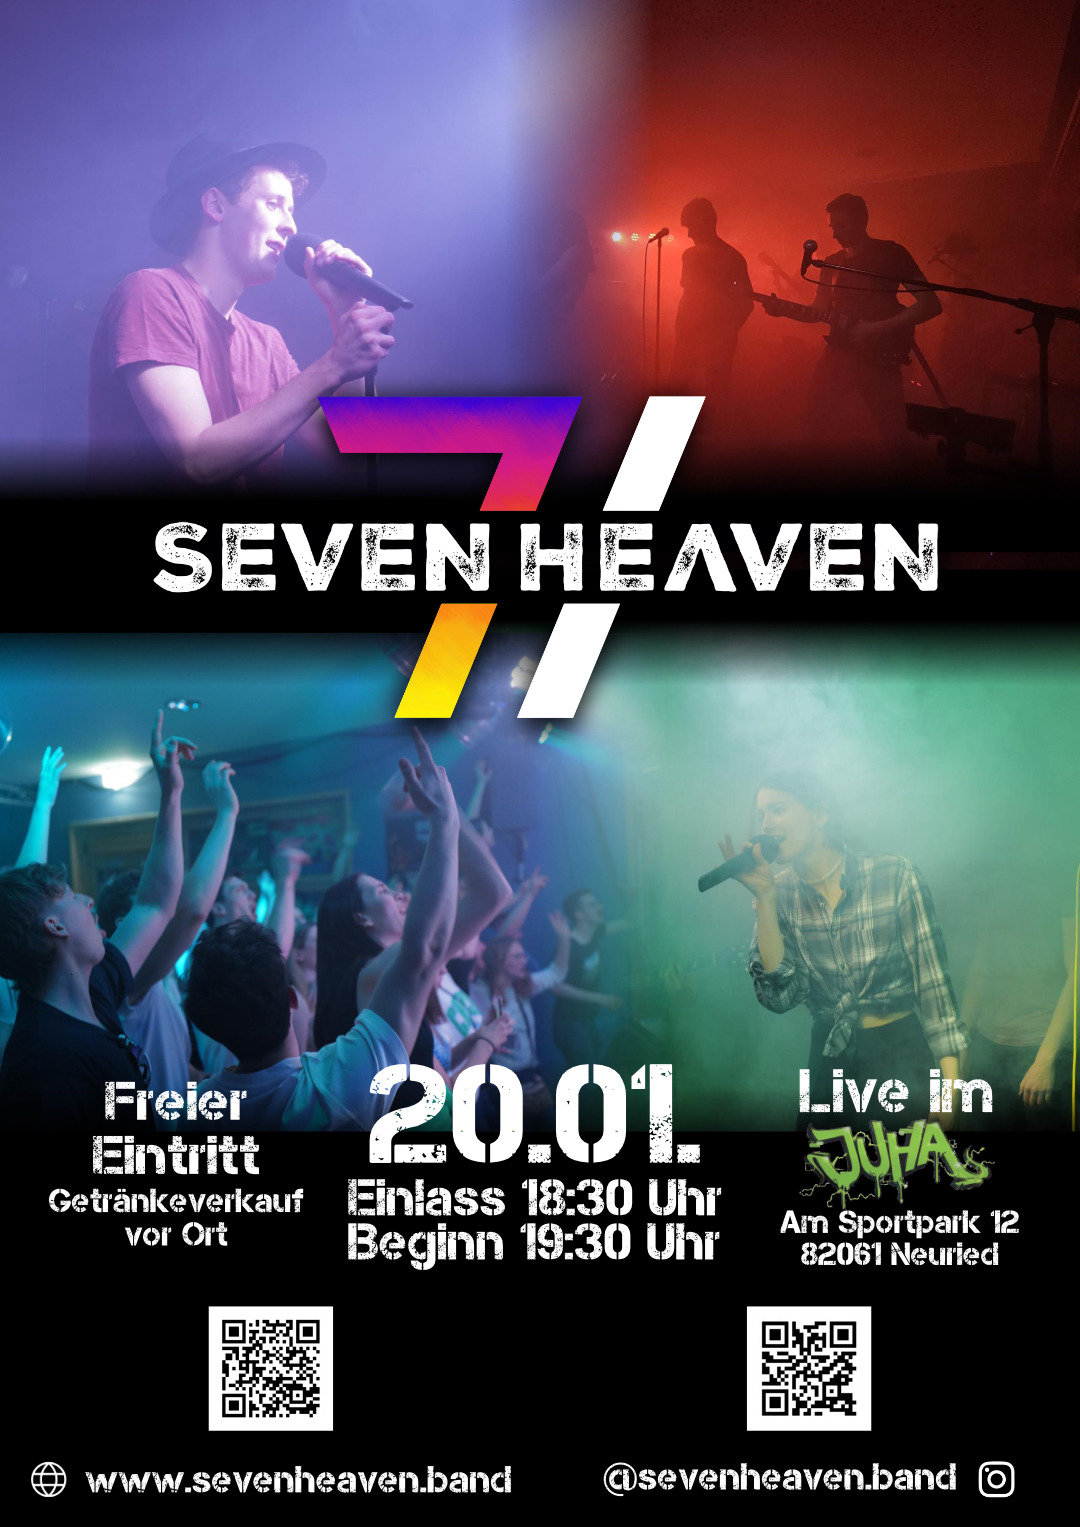 SEVEN HEAVEN
Freier
Eintritt
Getränkeverkauf
vor Ort
20.01.
Einlass 18:30 Uhr
Beginn 19:30 Uhr
Live im
JUHA
Am Sportpark 12
82061 Neuried
www.sevenheaven.band
@sevenheaven.band